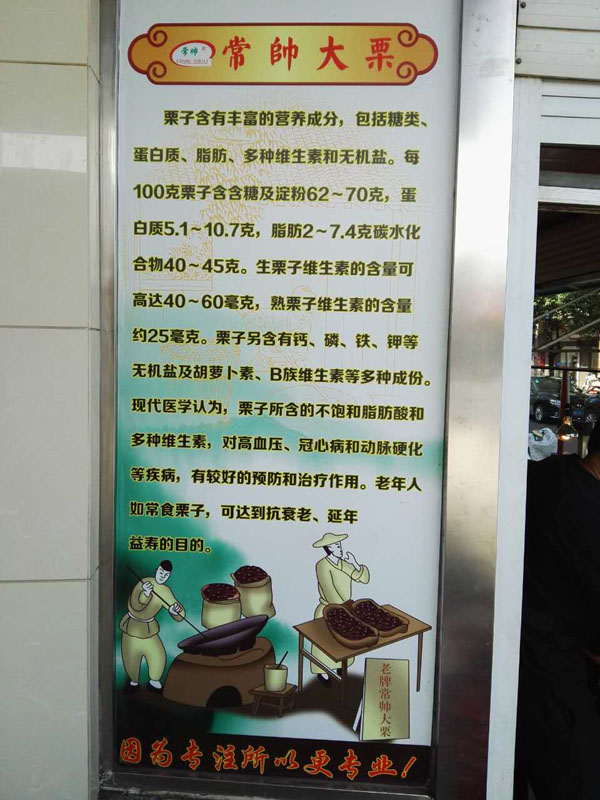 常帅
常帥大栗
栗子含有丰富的营养成分，包括糖类、
蛋白质、脂肪、多种维生素和无机盐。每
100克栗子含含糖及淀粉62～70克，蛋
白质5.1～10.7克，脂肪2～7.4克碳水化
合物40～45克。生栗子维生素的含量可
高达40～60毫克，熟栗子维生素的含量
约25毫克。栗子另含有钙、磷、铁、钾等
无机盐及胡萝卜素、B族维生素等多种成份。
现代医学认为，栗子所含的不饱和脂肪酸和
多种维生素，对高血压、冠心病和动脉硬化
等疾病，有较好的预防和治疗作用。老年人
如常食栗子，可达到抗衰老、延年
益寿的目的。
老牌常帅大栗
因为专注所以更专业！